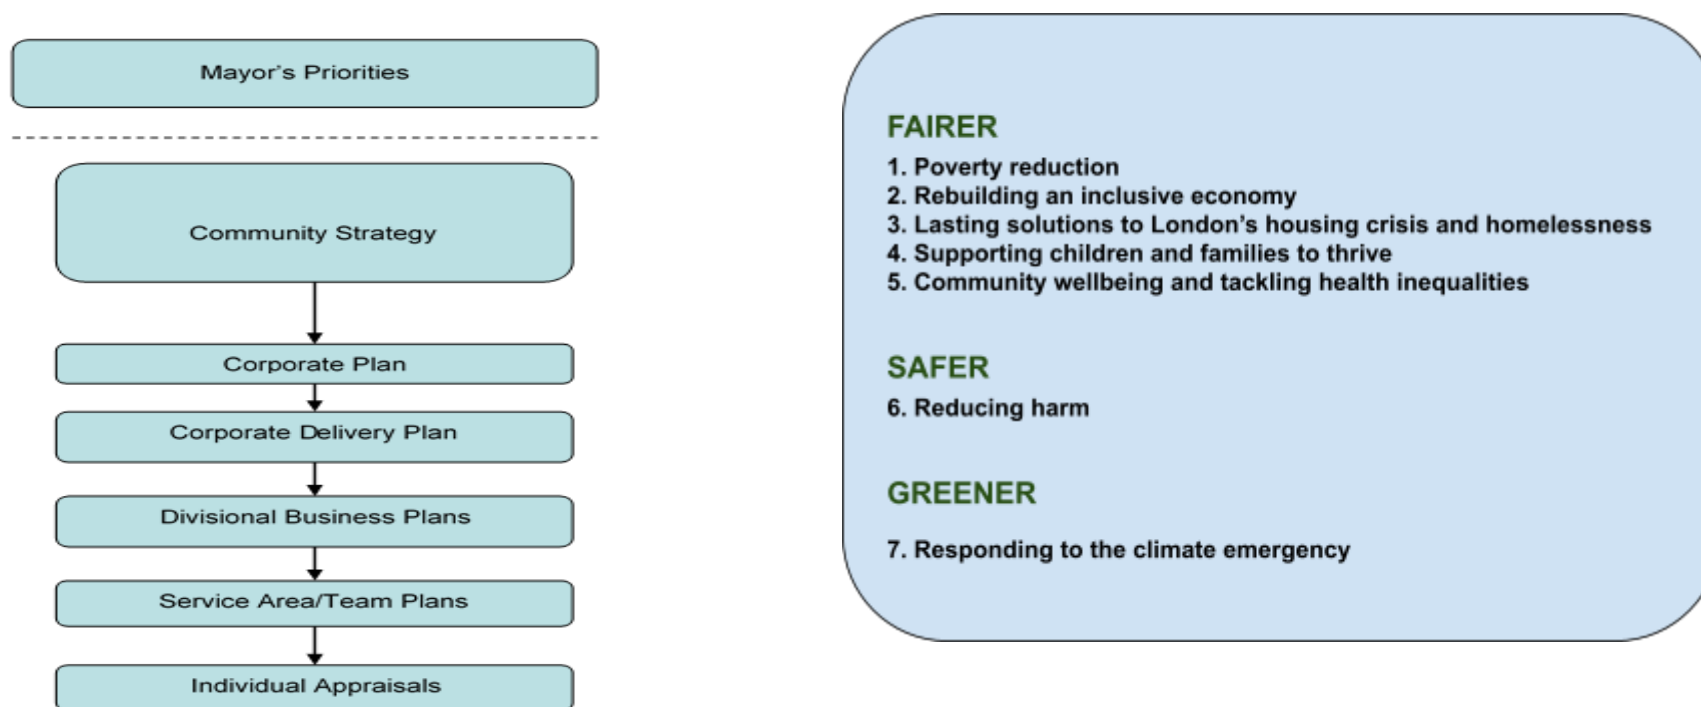 Mayor's Priorities
Community Strategy
Corporate Plan
Corporate Delivery Plan
Divisional Business Plans
Service Area/Team Plans
Individual Appraisals
FAIRER
1. Poverty reduction
2. Rebuilding an inclusive economy
3. Lasting solutions to London's housing crisis and homelessness
4. Supporting children and families to thrive
5. Community wellbeing and tackling health inequalities
SAFER
6. Reducing harm
GREENER
7. Responding to the climate emergency